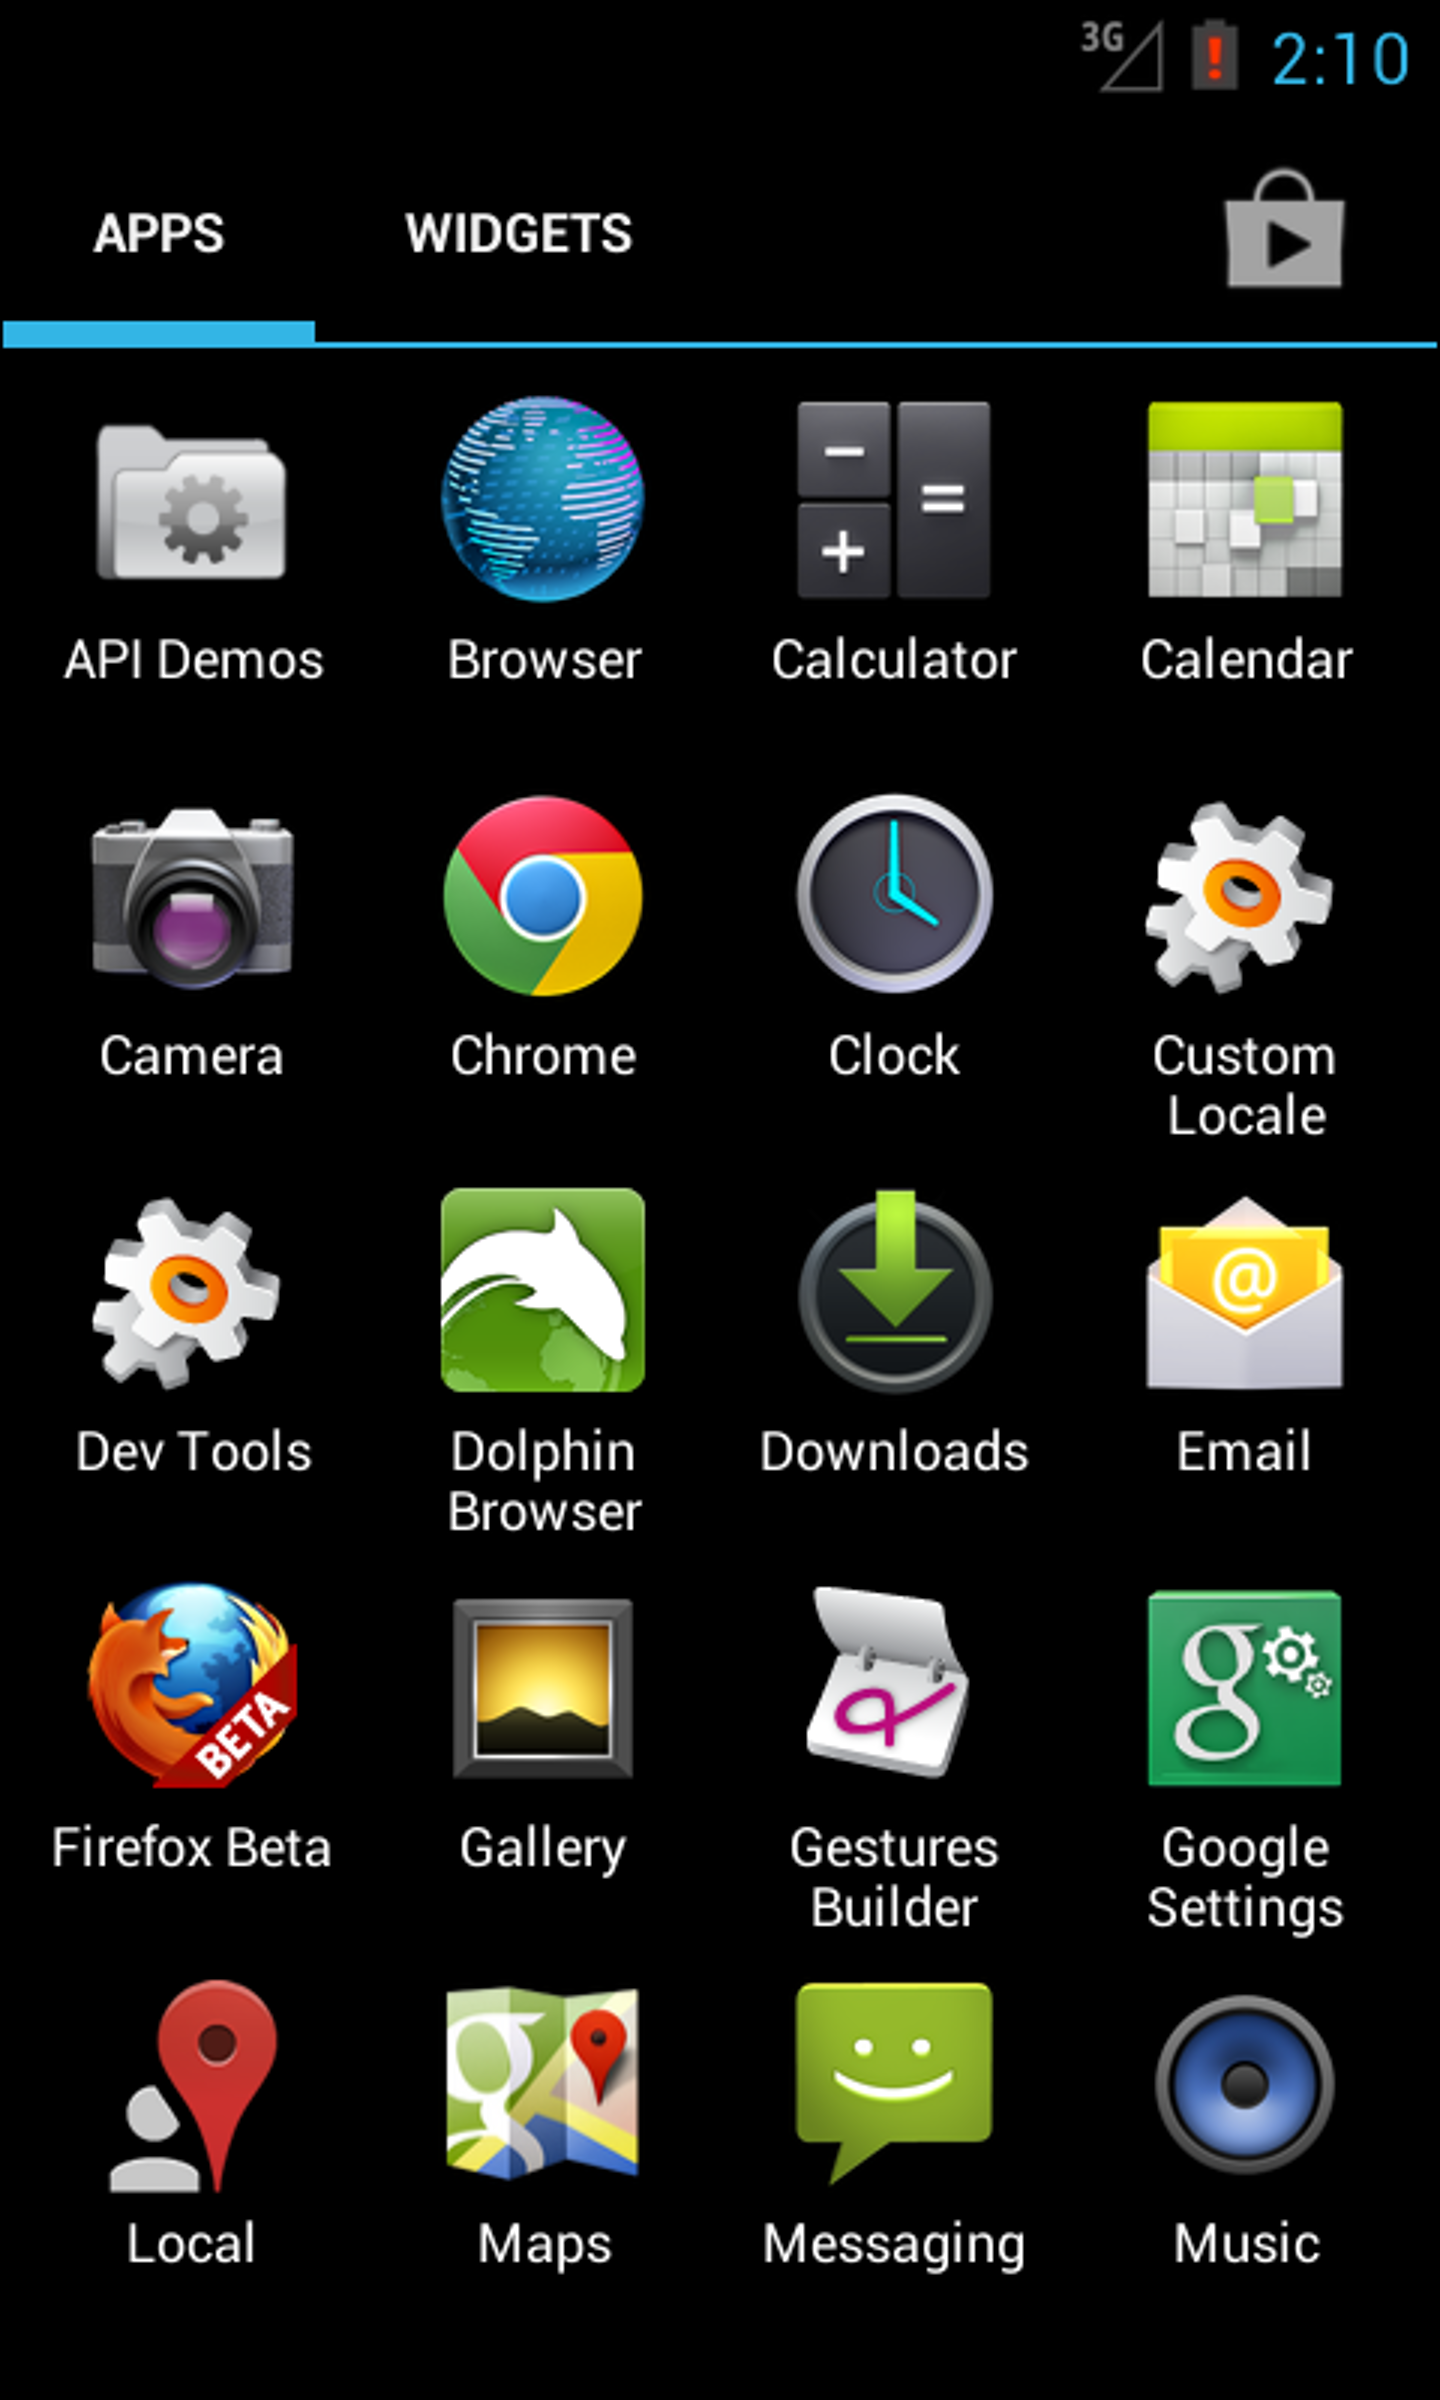 3G 2:10
APPS WIDGETS
API Demos Browser Calculator Calendar
Camera Chrome Clock Custom
Locale
@
Dev Tools Dolphin Downloads Email
Browser
BETA
g
Firefox Beta Gallery Gestures Google
Builder Settings
g
Local Maps Messaging Music